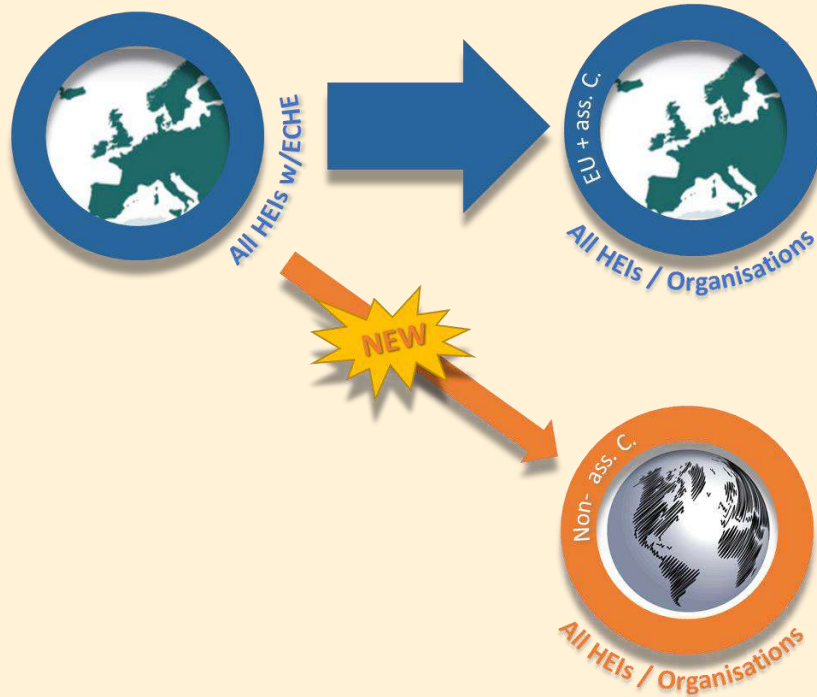 All HEIs w/ECHE
EU + ass. C.
All HEIs / Organisations
NEW
Non- ass. C.
All HEIs / Organisations